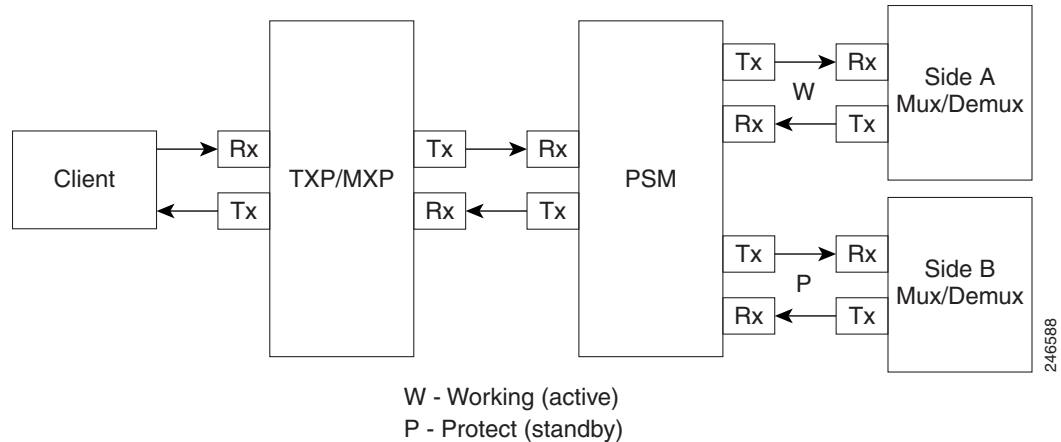 Client
Rx
Tx
TXP/MXP
Tx
Rx
Rx
Tx
PSM
Tx
Rx
W
Rx
Tx
Side A
Mux/Demux
Tx
Rx
P
Rx
Tx
Side B
Mux/Demux
W - Working (active)
P - Protect (standby)
246588